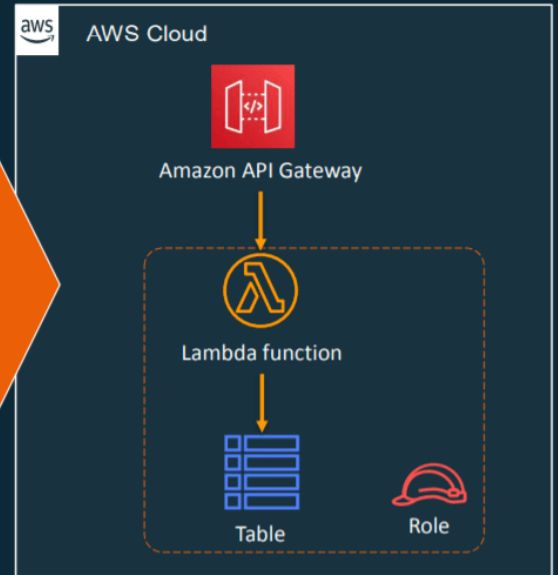 aws
AWS Cloud
</>
Amazon API Gateway
Lambda function
Table
Role